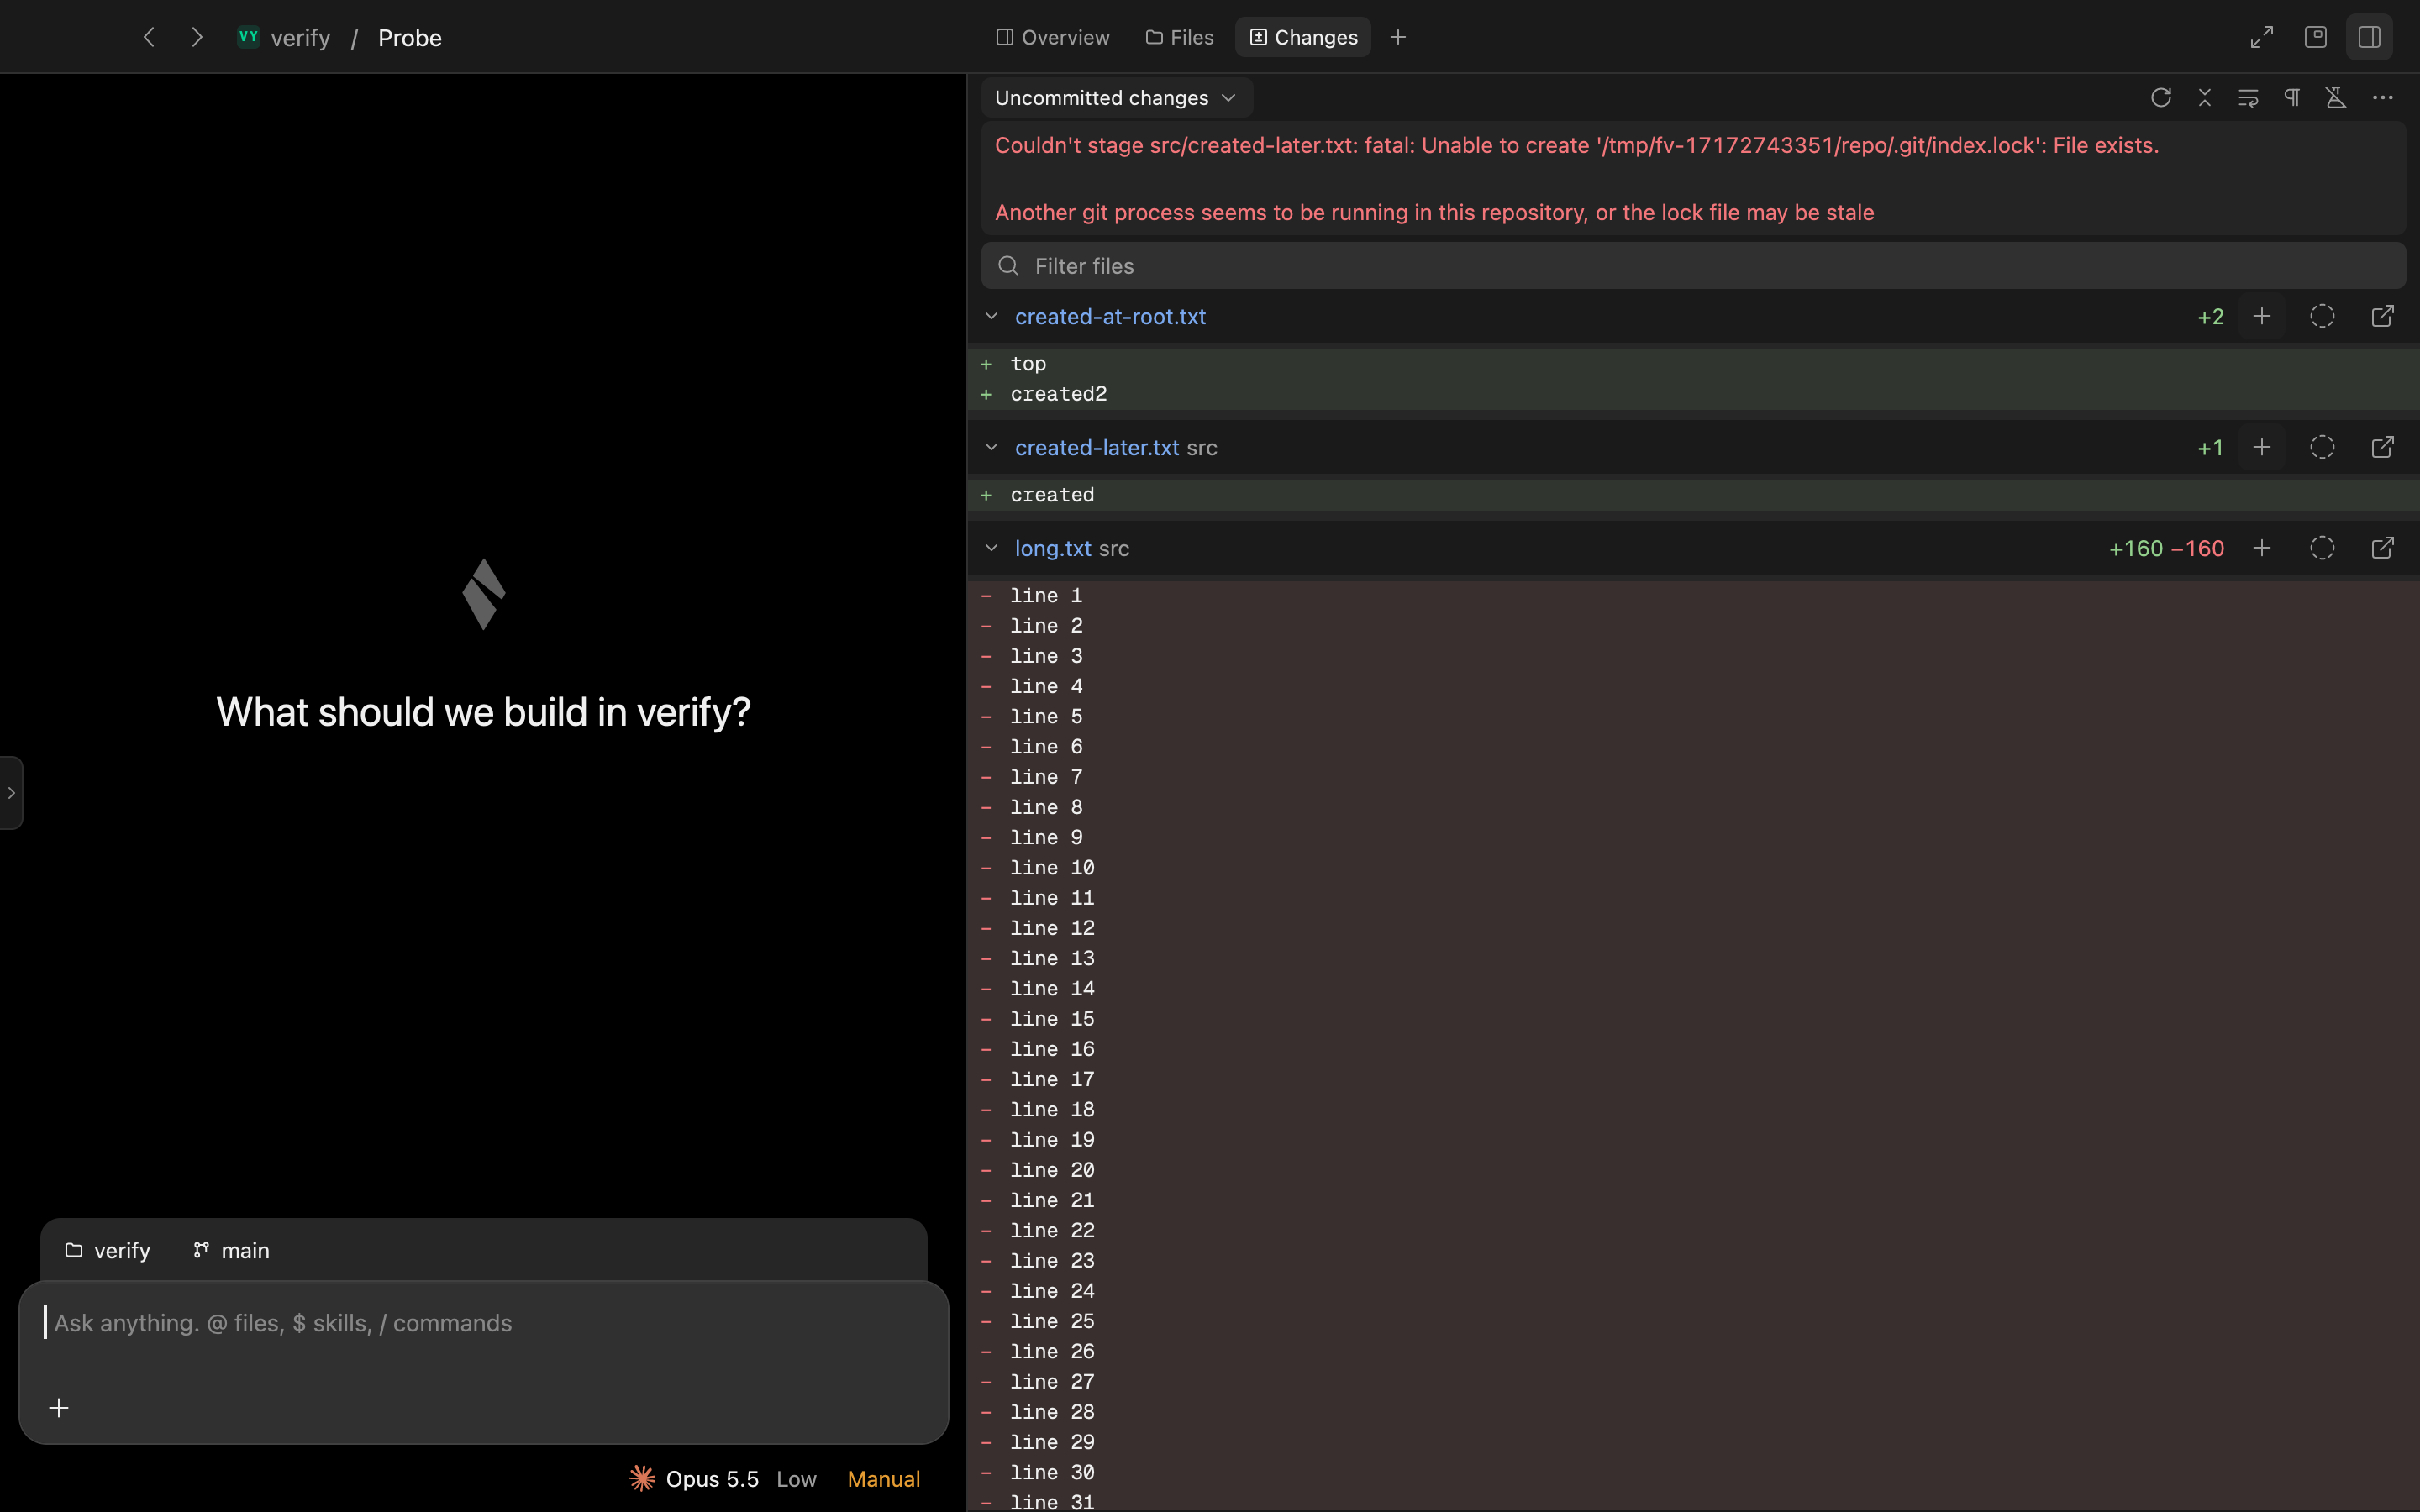 VY verify / Probe
Overview
Files
Changes
Uncommitted changes
Couldn't stage src/created-later.txt: fatal: Unable to create '/tmp/fv-17172743351/repo/.git/index.lock': File exists.
Another git process seems to be running in this repository, or the lock file may be stale
Filter files
created-at-root.txt +2
+ top
+ created2
created-later.txt src +1
+ created
long.txt src +160 −160
- line 1
- line 2
- line 3
- line 4
- line 5
- line 6
- line 7
- line 8
- line 9
- line 10
- line 11
- line 12
- line 13
- line 14
- line 15
- line 16
- line 17
- line 18
- line 19
- line 20
- line 21
- line 22
- line 23
- line 24
- line 25
- line 26
- line 27
- line 28
- line 29
- line 30
- line 31
What should we build in verify?
verify main
Ask anything. @ files, $ skills, / commands
Opus 5.5 Low Manual